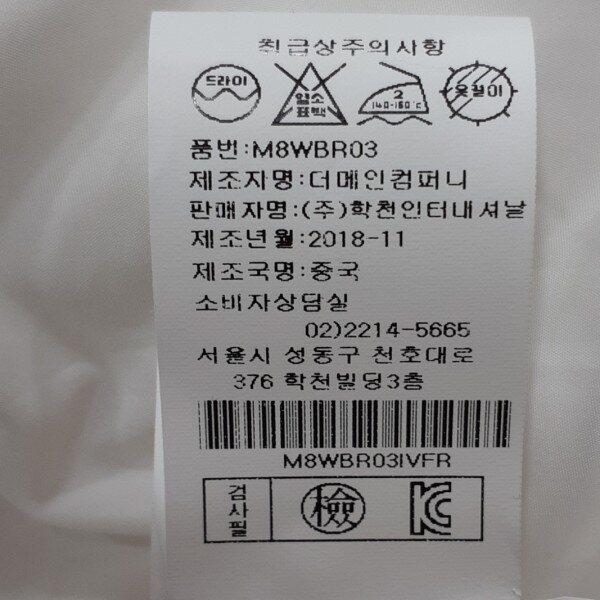 취급상주의사항
드라이 염소표백 2 140-160℃ 옷걸이
품번:M8WBR03
제조자명:더메인컴퍼니
판매자명:(주)학천인터내셔날
제조년월:2018-11
제조국명:중국
소비자상담실
02)2214-5665
서울시 성동구 천호대로
376 학천빌딩3층
M8WBR03IVFR
검사필 檢 KC